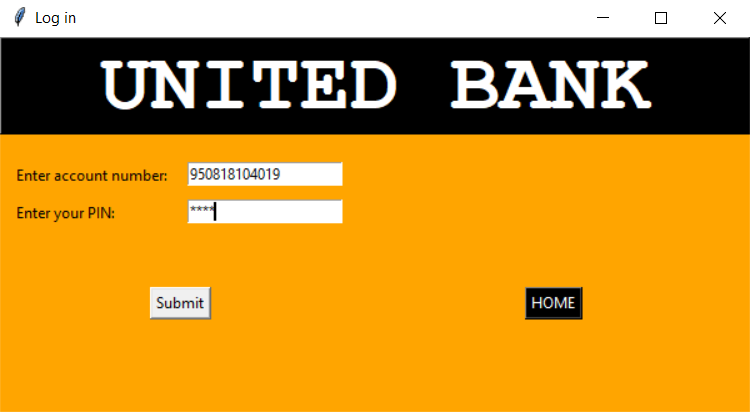 Log in
UNITED BANK
Enter account number: 950818104019
Enter your PIN: ****
Submit HOME